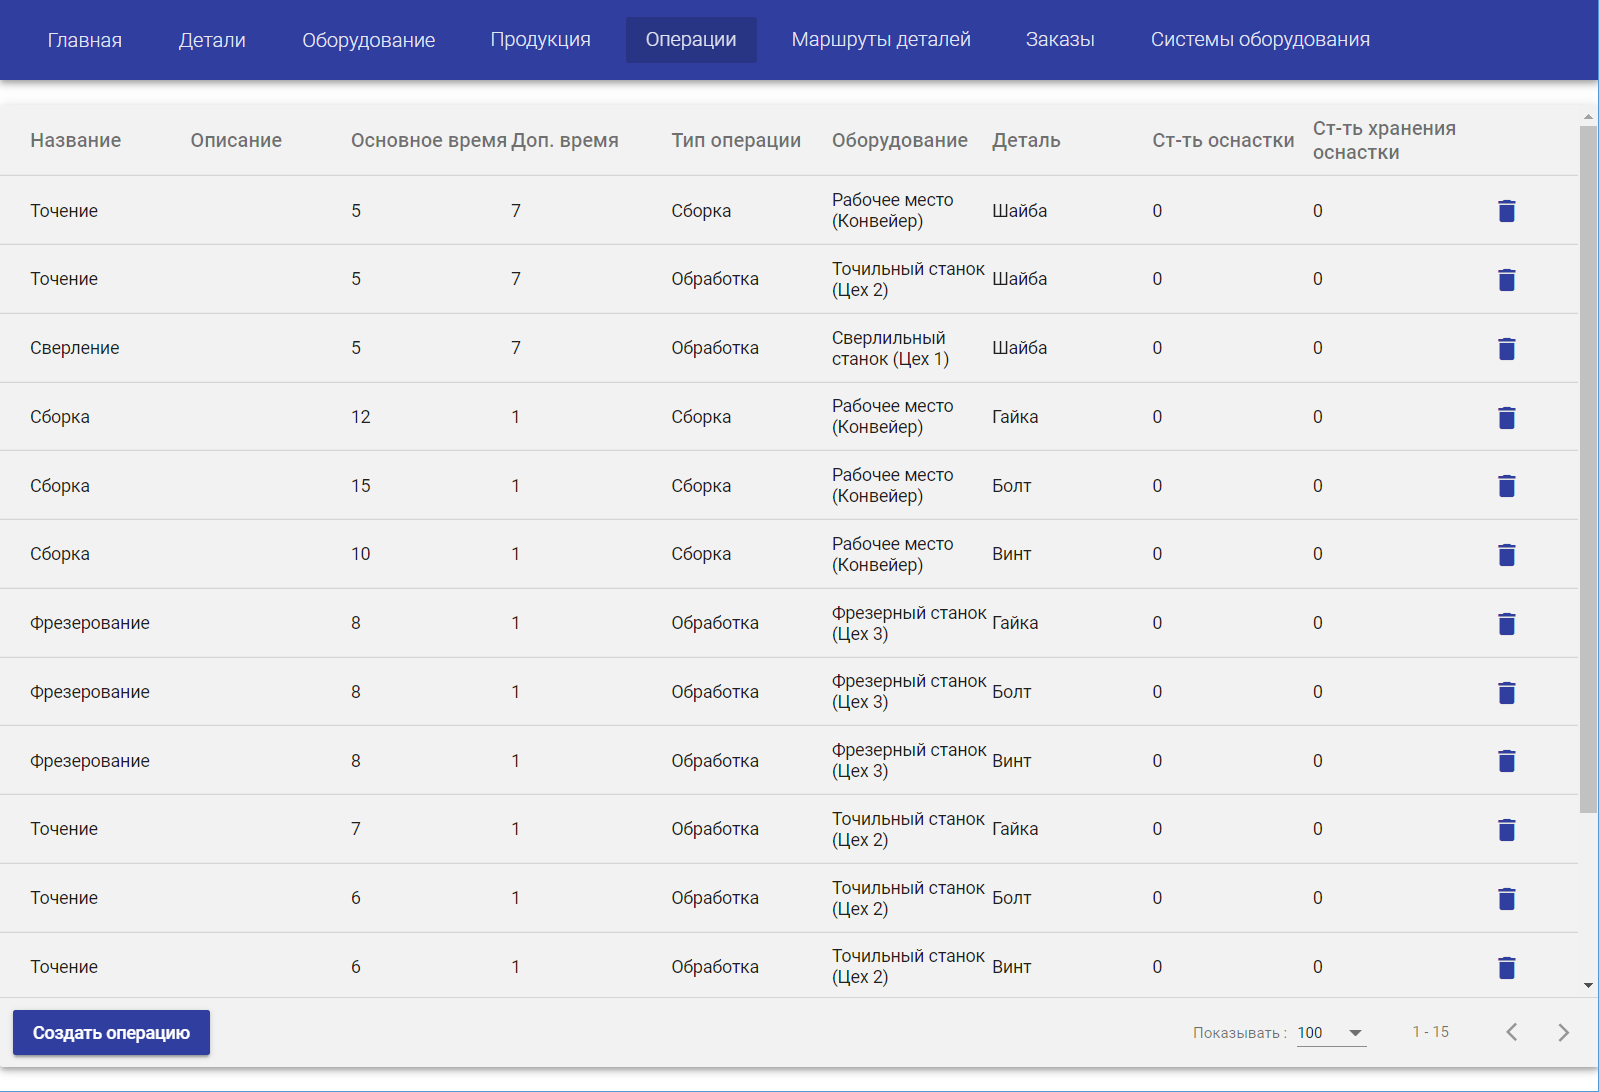 Главная Детали Оборудование Продукция Операции Маршруты деталей Заказы Системы оборудования
Название Описание Основное время Доп. время Тип операции Оборудование Деталь Ст-ть оснастки Ст-ть хранения
оснастки
Точение 5 7 Сборка Рабочее место
(Конвейер) Шайба 0 0
Точение 5 7 Обработка Точильный станок
(Цех 2) Шайба 0 0
Сверление 5 7 Обработка Сверлильный
станок (Цех 1) Шайба 0 0
Сборка 12 1 Сборка Рабочее место
(Конвейер) Гайка 0 0
Сборка 15 1 Сборка Рабочее место
(Конвейер) Болт 0 0
Сборка 10 1 Сборка Рабочее место
(Конвейер) Винт 0 0
Фрезерование 8 1 Обработка Фрезерный станок
(Цех 3) Гайка 0 0
Фрезерование 8 1 Обработка Фрезерный станок
(Цех 3) Болт 0 0
Фрезерование 8 1 Обработка Фрезерный станок
(Цех 3) Винт 0 0
Точение 7 1 Обработка Точильный станок
(Цех 2) Гайка 0 0
Точение 6 1 Обработка Точильный станок
(Цех 2) Болт 0 0
Точение 6 1 Обработка Точильный станок
(Цех 2) Винт 0 0
Создать операцию Показывать : 100 1 - 15